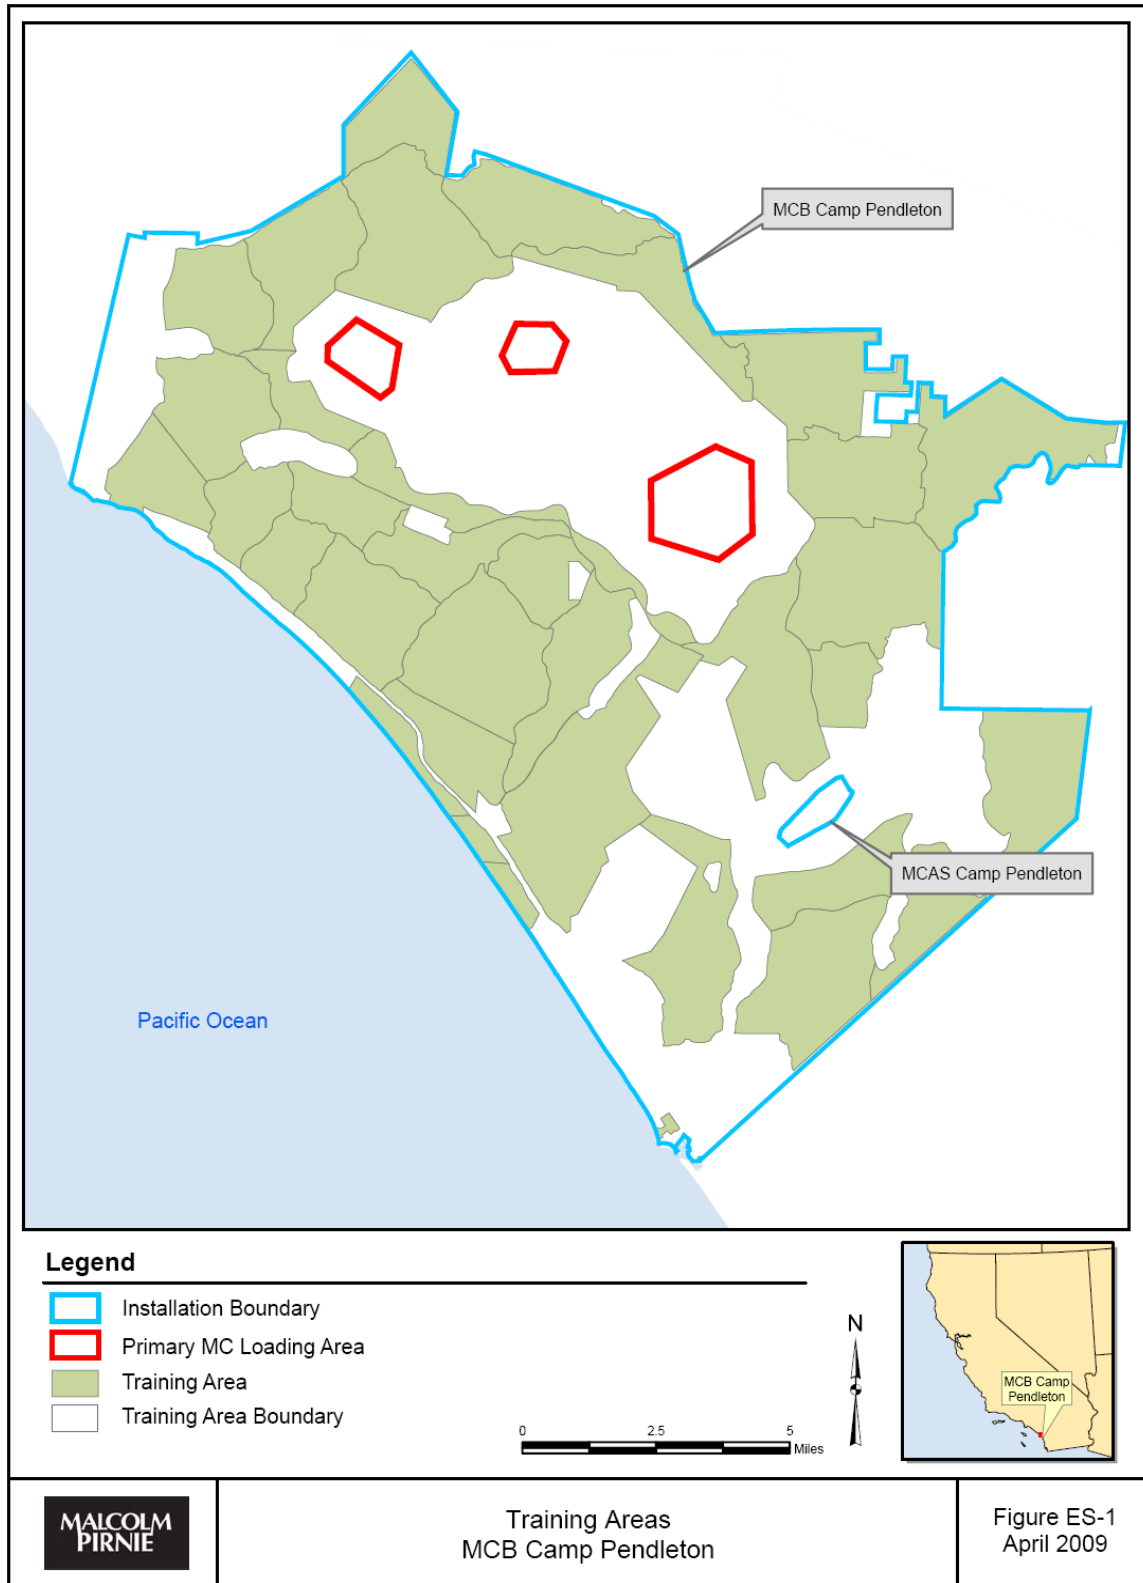 MCB Camp Pendleton
MCAS Camp Pendleton
Pacific Ocean
Legend
Installation Boundary
Primary MC Loading Area
Training Area
Training Area Boundary
0 2.5 5
Miles
N
MCB Camp
Pendleton
MALCOLM
PIRNIE
Training Areas
MCB Camp Pendleton
Figure ES-1
April 2009